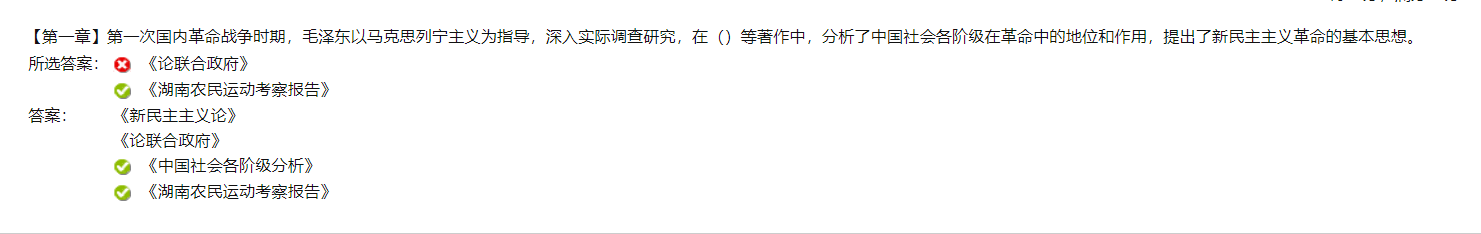 【第一章】第一次国内革命战争时期，毛泽东以马克思列宁主义为指导，深入实际调查研究，在（）等著作中，分析了中国社会各阶级在革命中的地位和作用，提出了新民主主义革命的基本思想。
所选答案： 《论联合政府》
《湖南农民运动考察报告》
答案： 《新民主主义论》
《论联合政府》
《中国社会各阶级分析》
《湖南农民运动考察报告》